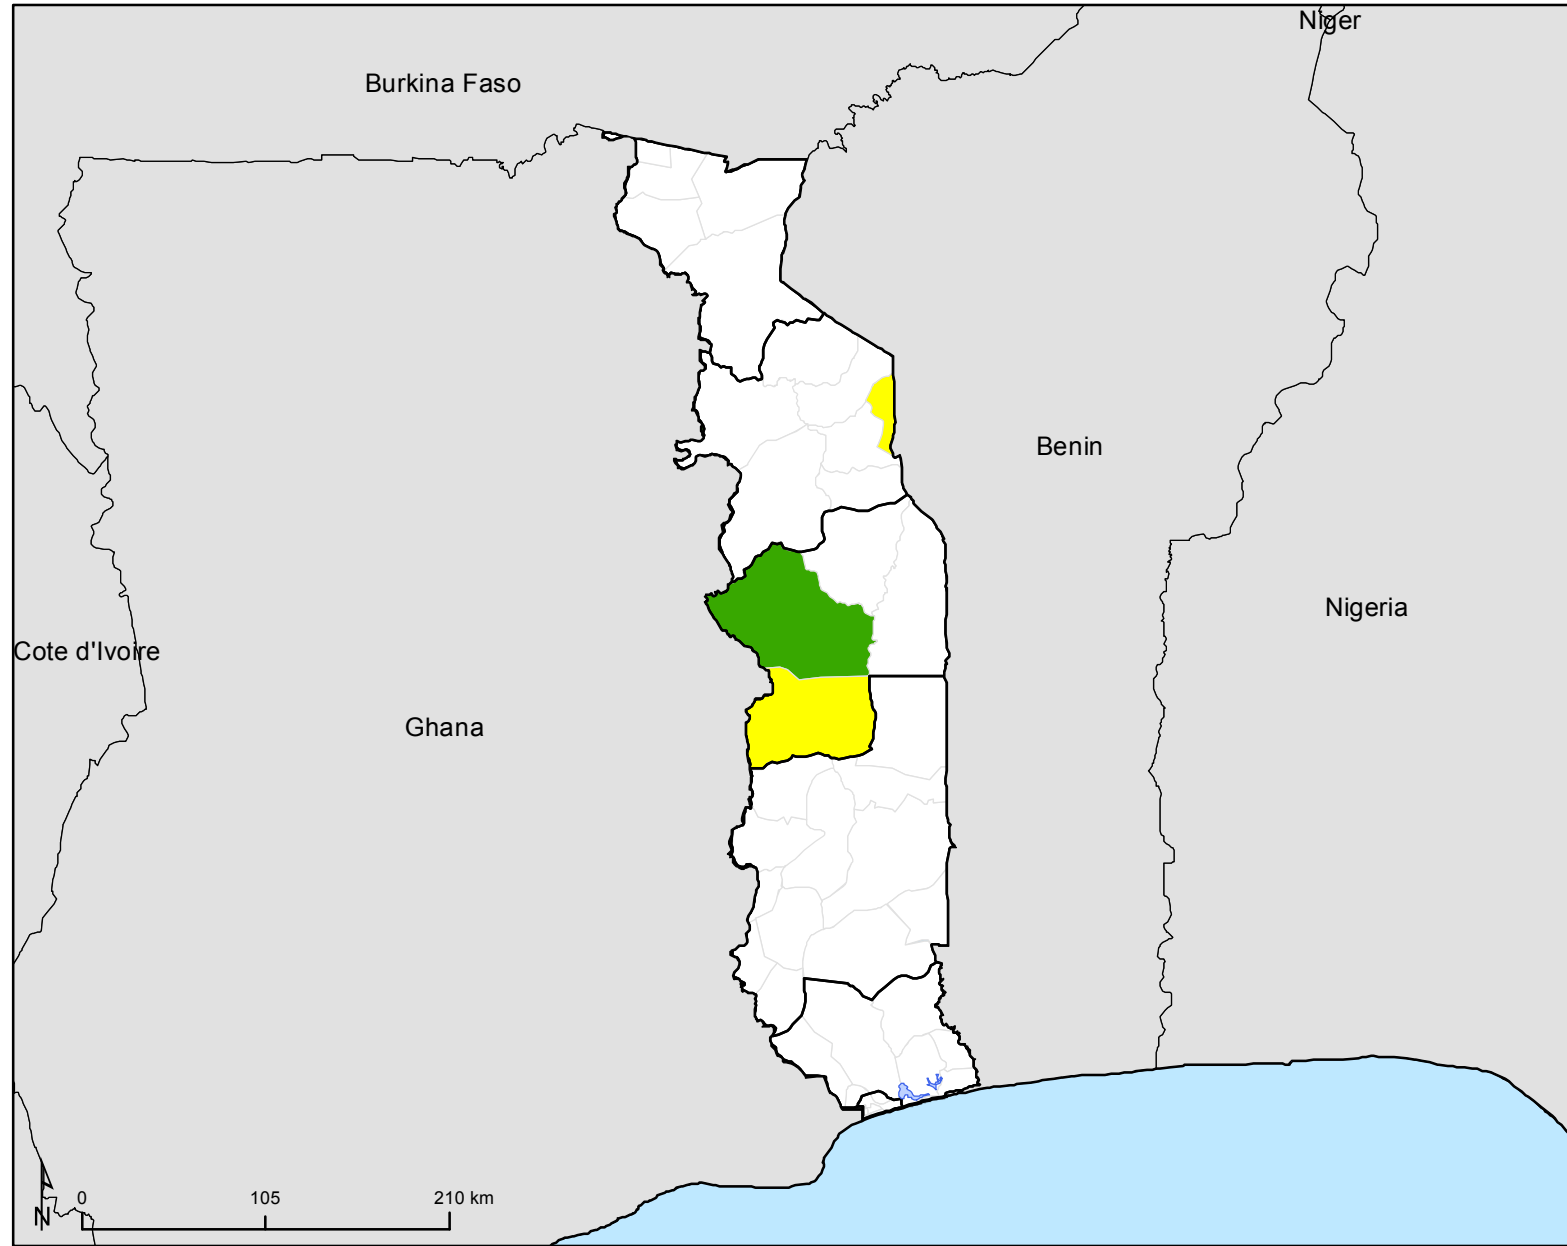 Niger
Burkina Faso
Benin
Nigeria
Cote d'Ivoire
Ghana
0 105 210 km
N